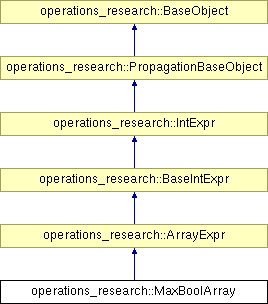 operations_research::BaseObject
operations_research::PropagationBaseObject
operations_research::IntExpr
operations_research::BaseIntExpr
operations_research::ArrayExpr
operations_research::MaxBoolArray